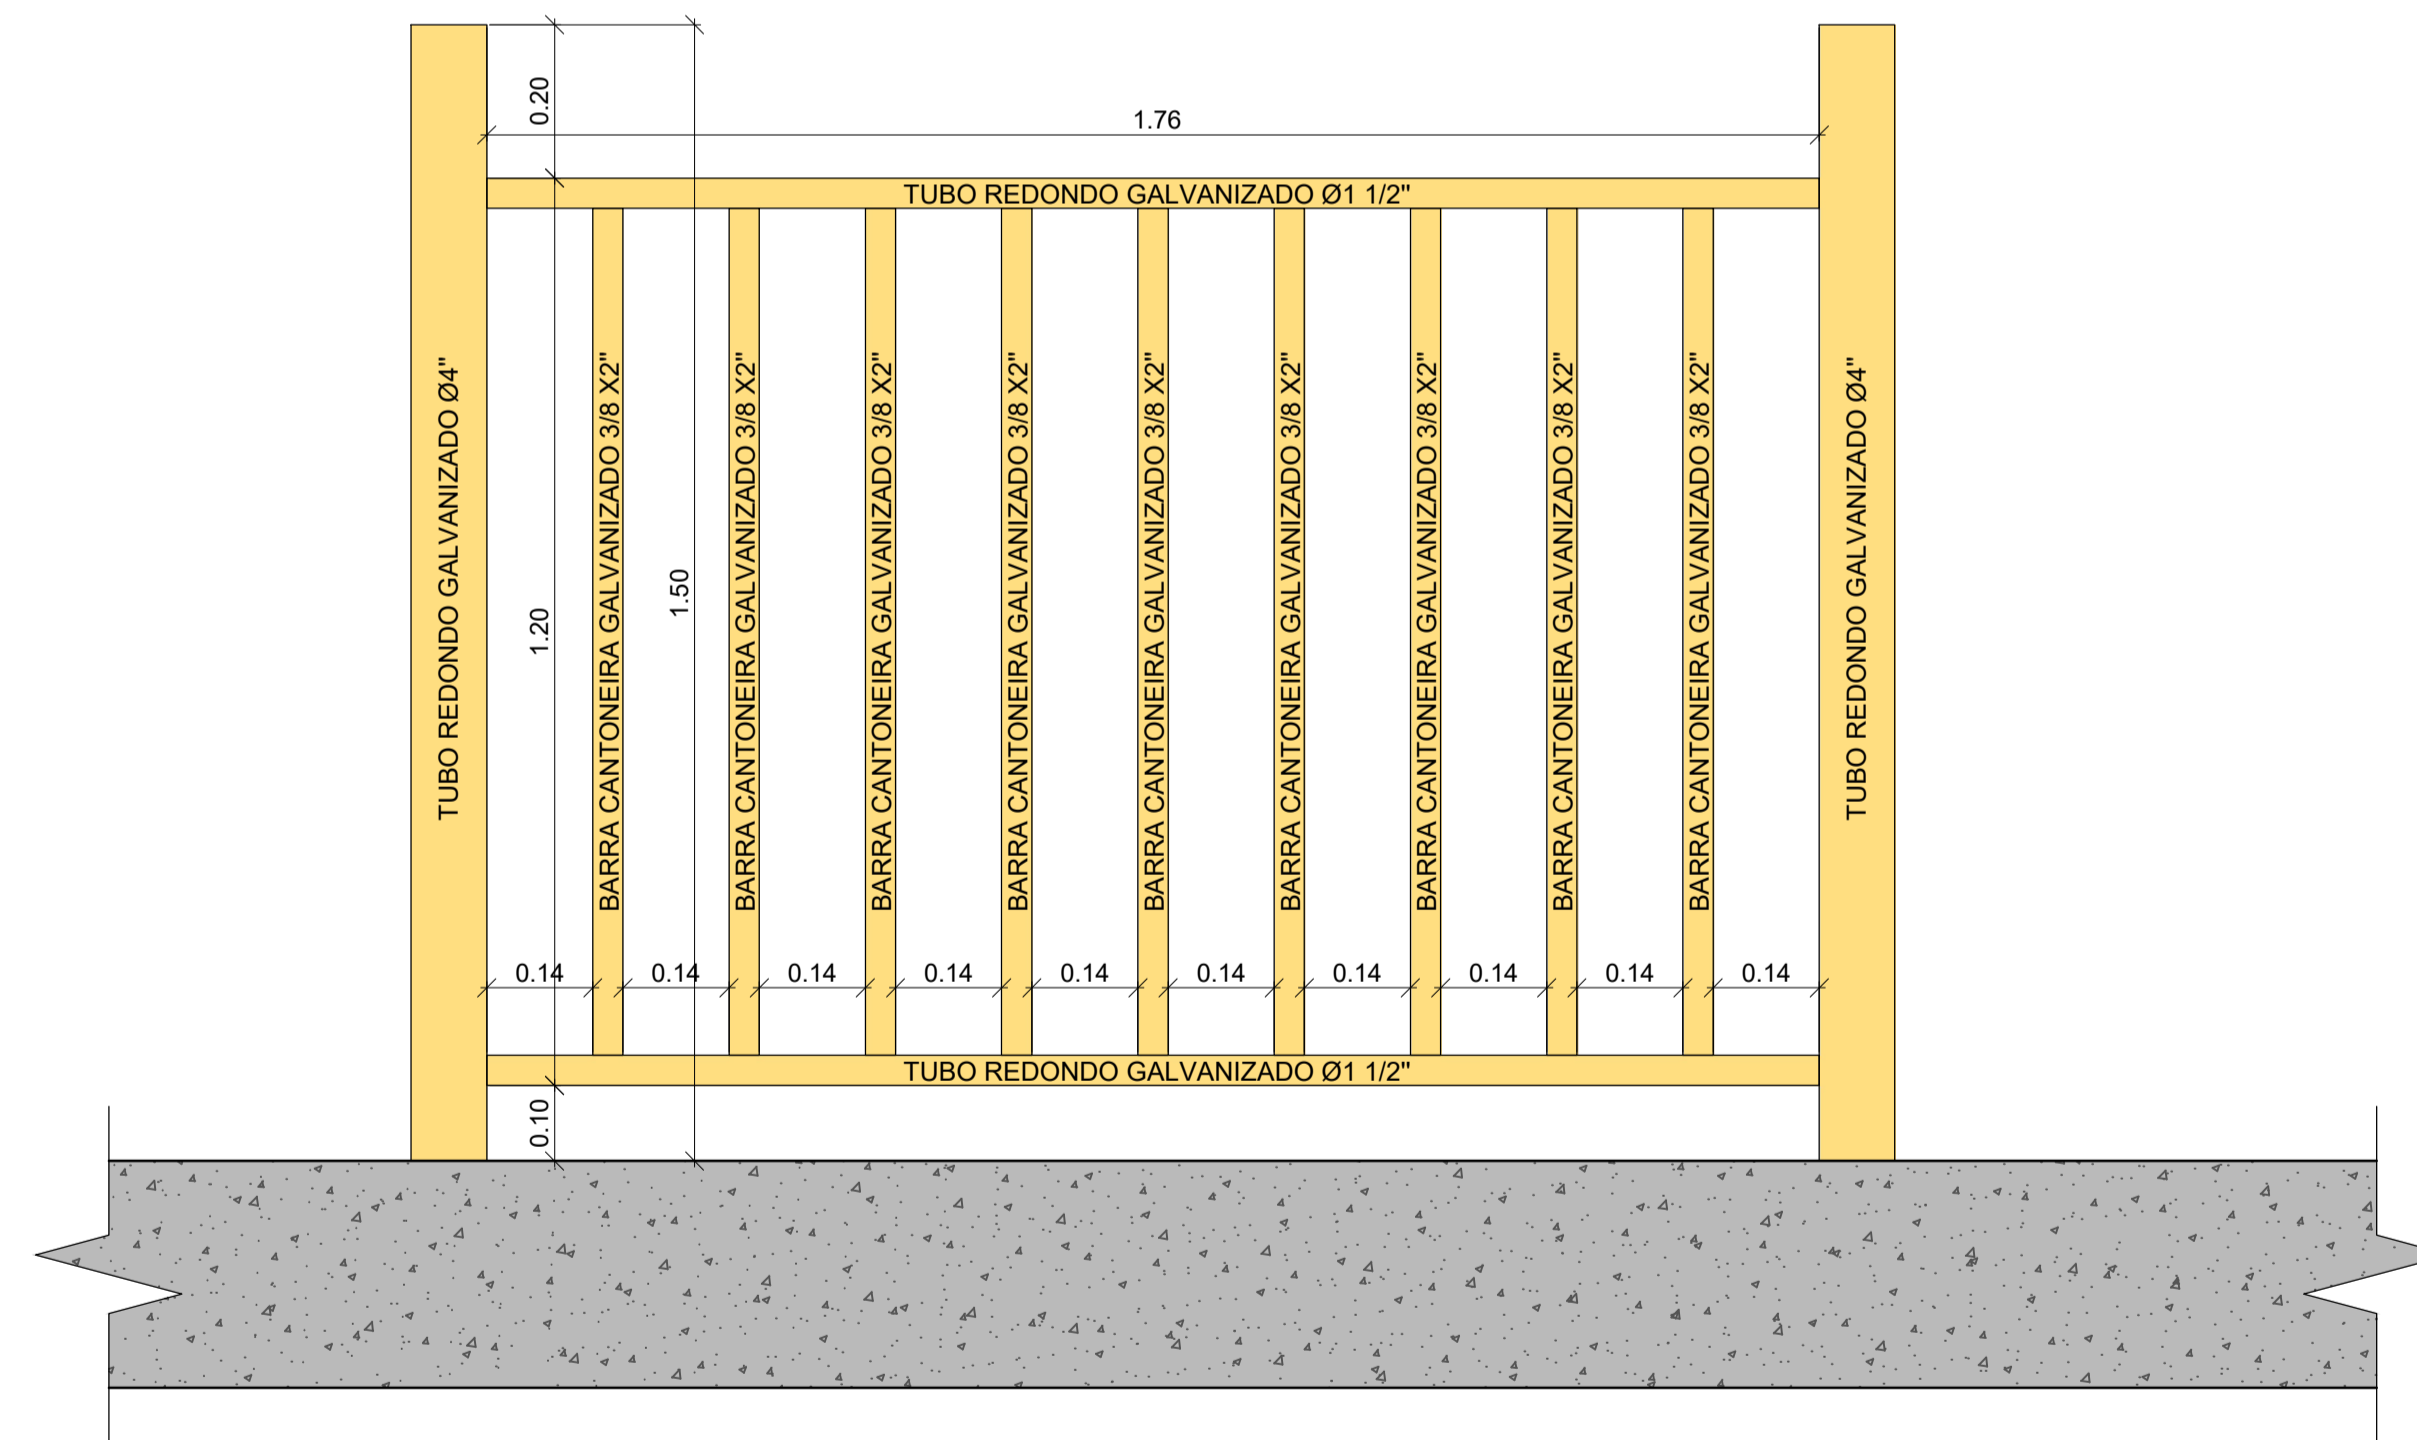 0.20
1.76
TUBO REDONDO GALVANIZADO Ø1 1/2"
TUBO REDONDO GALVANIZADO Ø4"
1.20
BARRA CANTONEIRA GALVANIZADO 3/8 X2"
1.50
BARRA CANTONEIRA GALVANIZADO 3/8 X2"
BARRA CANTONEIRA GALVANIZADO 3/8 X2"
BARRA CANTONEIRA GALVANIZADO 3/8 X2"
BARRA CANTONEIRA GALVANIZADO 3/8 X2"
BARRA CANTONEIRA GALVANIZADO 3/8 X2"
BARRA CANTONEIRA GALVANIZADO 3/8 X2"
BARRA CANTONEIRA GALVANIZADO 3/8 X2"
BARRA CANTONEIRA GALVANIZADO 3/8 X2"
TUBO REDONDO GALVANIZADO Ø4"
0.14 0.14 0.14 0.14 0.14 0.14 0.14 0.14 0.14 0.14
TUBO REDONDO GALVANIZADO Ø1 1/2"
0.10